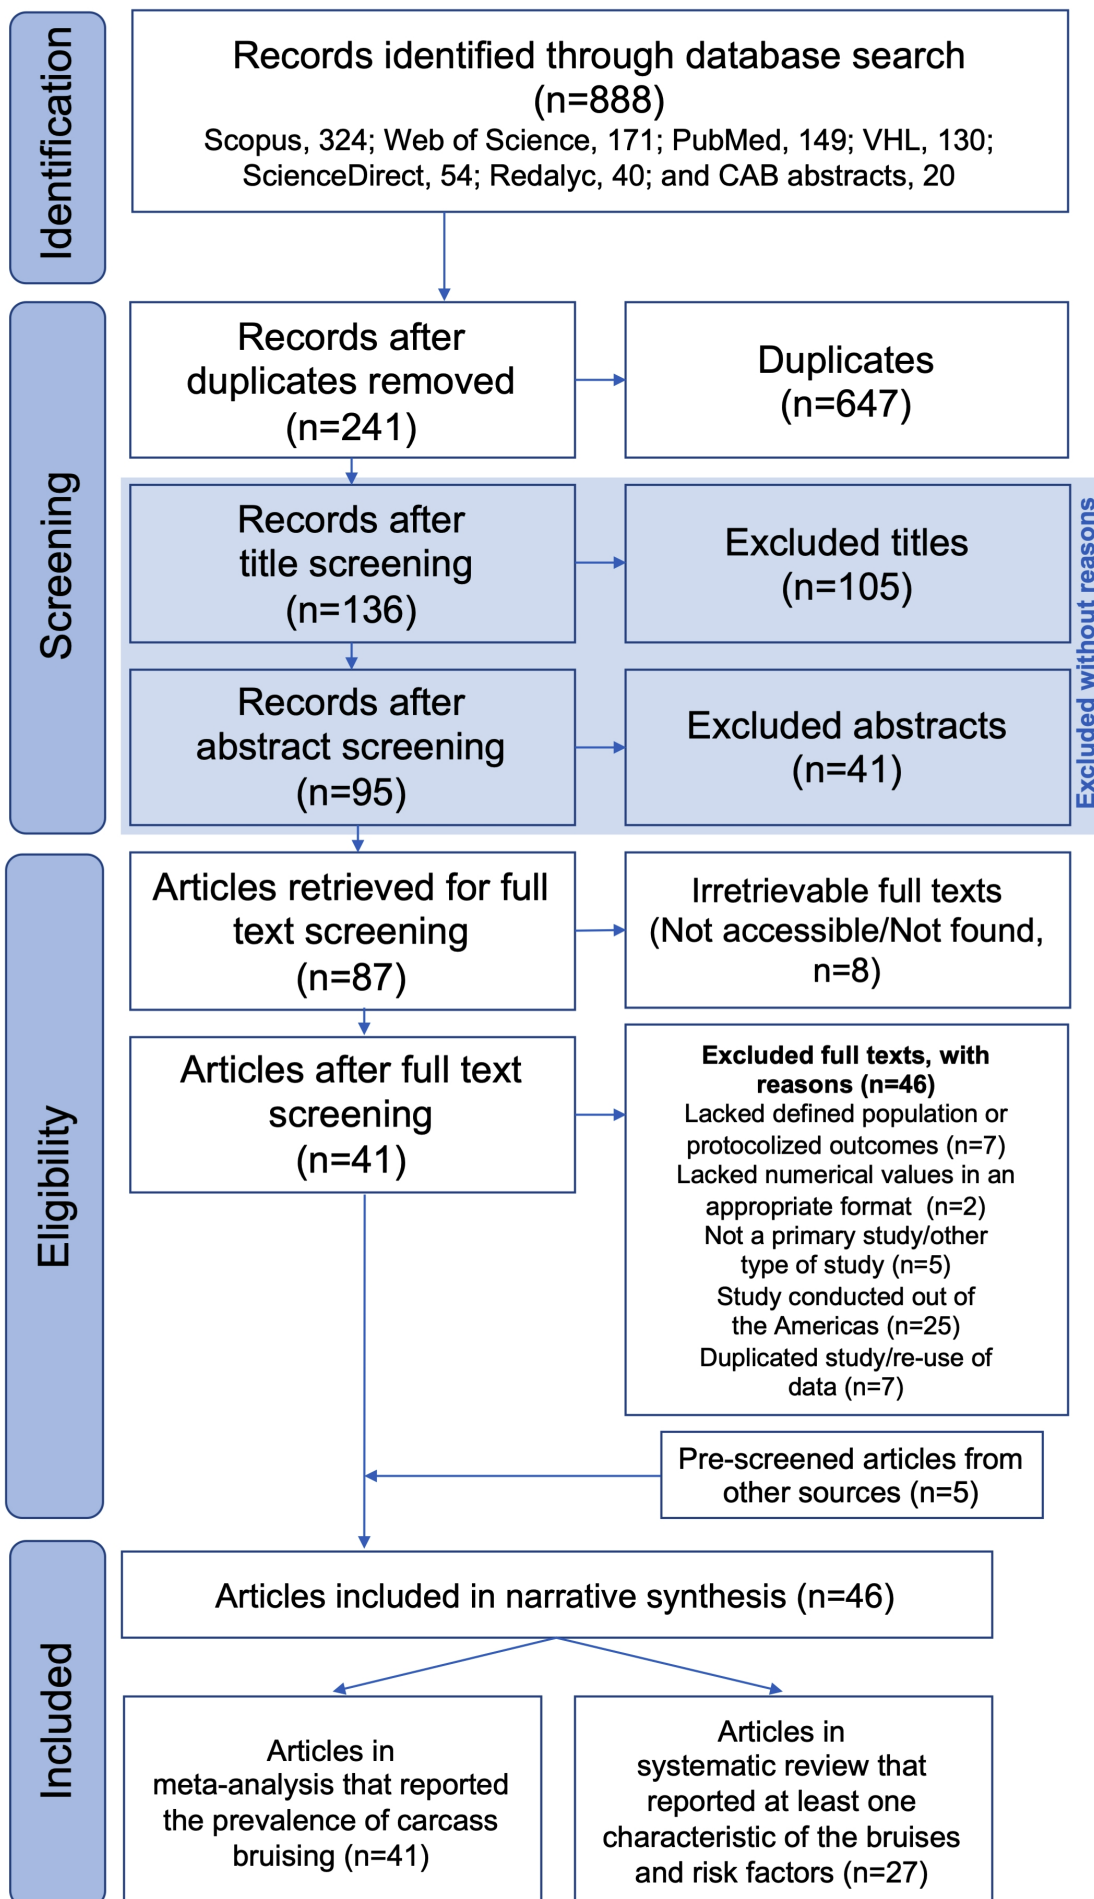 Identification
Records identified through database search
(n=888)
Scopus, 324; Web of Science, 171; PubMed, 149; VHL, 130;
ScienceDirect, 54; Redalyc, 40; and CAB abstracts, 20
Screening
Records after
duplicates removed
(n=241)
Duplicates
(n=647)
Records after
title screening
(n=136)
Excluded titles
(n=105)
Records after
abstract screening
(n=95)
Excluded abstracts
(n=41)
Excluded without reasons
Eligibility
Articles retrieved for full
text screening
(n=87)
Irretrievable full texts
(Not accessible/Not found,
n=8)
Articles after full text
screening
(n=41)
Excluded full texts, with
reasons (n=46)
Lacked defined population or
protocolized outcomes (n=7)
Lacked numerical values in an
appropriate format (n=2)
Not a primary study/other
type of study (n=5)
Study conducted out of
the Americas (n=25)
Duplicated study/re-use of
data (n=7)
Pre-screened articles from
other sources (n=5)
Included
Articles included in narrative synthesis (n=46)
Articles in
meta-analysis that reported
the prevalence of carcass
bruising (n=41)
Articles in
systematic review that
reported at least one
characteristic of the bruises
and risk factors (n=27)